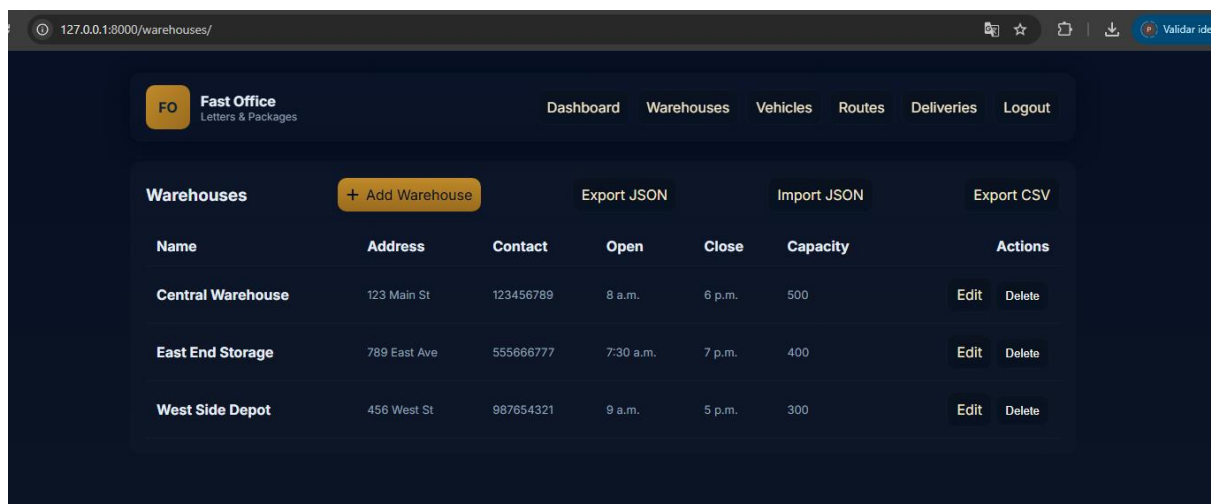 127.0.0.1:8000/warehouses/
Validar ide
FO
Fast Office
Letters & Packages
Dashboard Warehouses Vehicles Routes Deliveries Logout
Warehouses + Add Warehouse Export JSON Import JSON Export CSV
Name Address Contact Open Close Capacity Actions
Central Warehouse 123 Main St 123456789 8 a.m. 6 p.m. 500 Edit Delete
East End Storage 789 East Ave 555666777 7:30 a.m. 7 p.m. 400 Edit Delete
West Side Depot 456 West St 987654321 9 a.m. 5 p.m. 300 Edit Delete